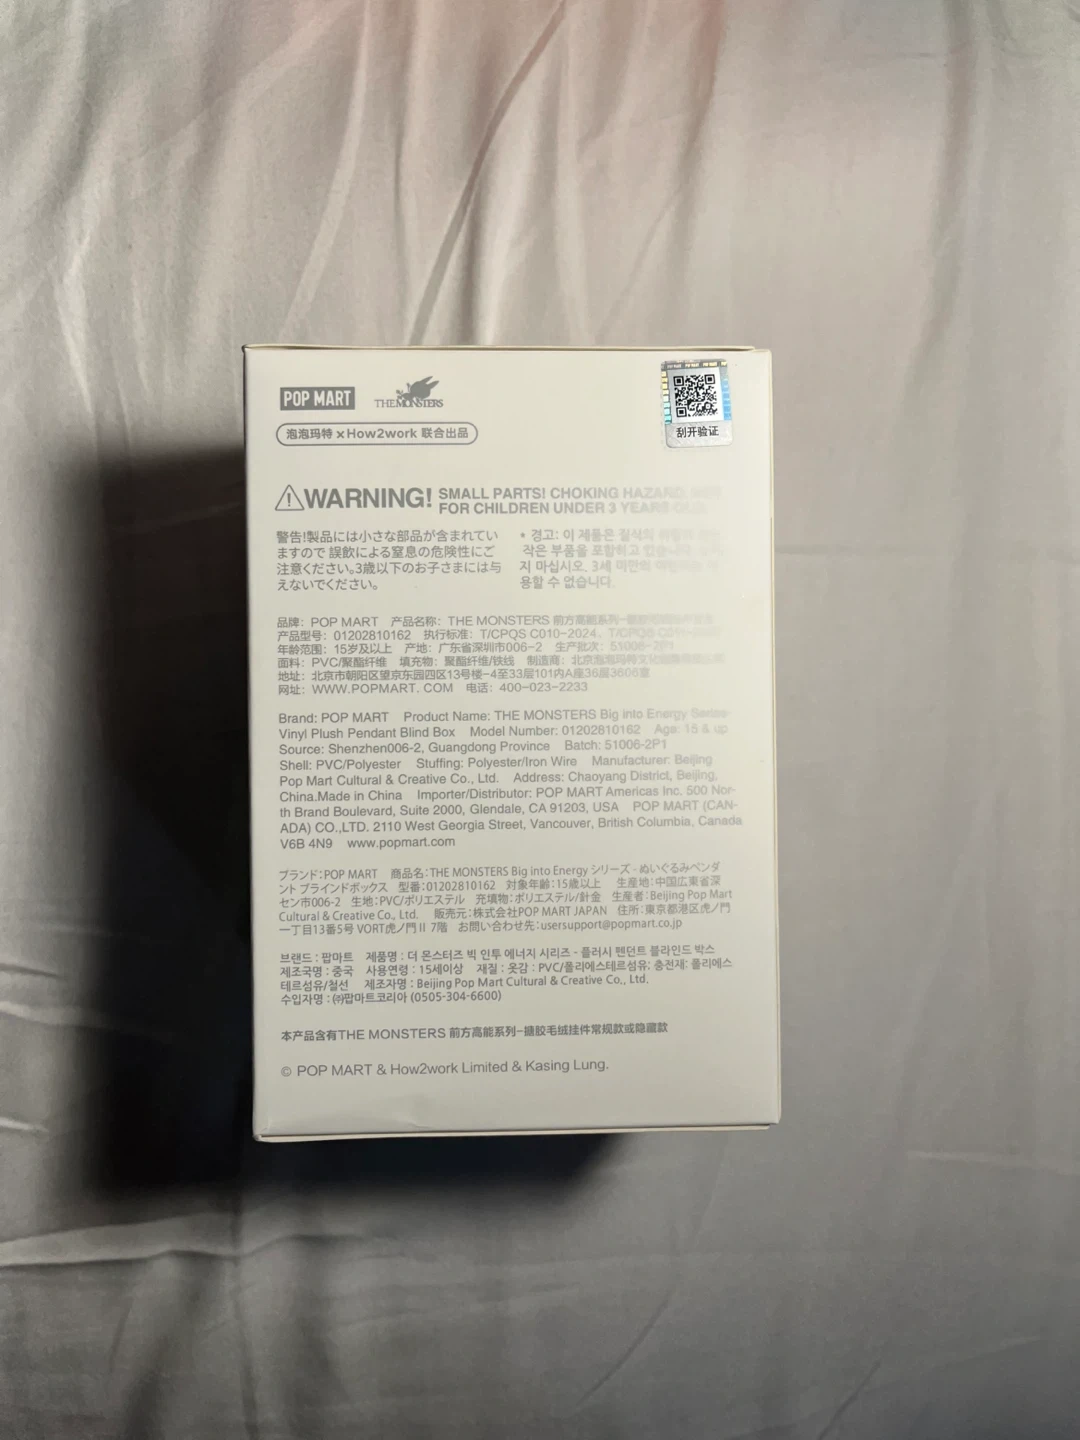 POP MART
THE MONSTERS
POP MART POP MART
刮开验证
泡泡玛特 x How2work 联合出品
WARNING! SMALL PARTS! CHOKING HAZARD.
FOR CHILDREN UNDER 3 YEARS
警告!製品には小さな部品が含まれてい
ますので 誤飲による窒息の危険性にご
注意ください。3歳以下のお子さまには与
えないでください。
* 경고: 이 제품은 질식의
작은 부품을 포함하고
지 마십시오. 3세 미만의
용할 수 없습니다.
品牌: POP MART 产品名称: THE MONSTERS 前方高能系列-
产品型号: 01202810162 执行标准: T/CPQS C010-2024、T/CPQS
年龄范围: 15岁及以上 产地: 广东省深圳市006-2 生产批次: 51006-2P1
面料: PVC/聚酯纤维 填充物: 聚酯纤维/铁线 制造商: 北京泡泡玛特文化创意有限公司
地址: 北京市朝阳区望京东园四区13号楼-4至33层101内A座36层3606室
网址: WWW.POPMART. COM 电话: 400-023-2233
Brand: POP MART Product Name: THE MONSTERS Big into Energy Series-
Vinyl Plush Pendant Blind Box Model Number: 01202810162 Age: 15 & up
Source: Shenzhen006-2, Guangdong Province Batch: 51006-2P1
Shell: PVC/Polyester Stuffing: Polyester/Iron Wire Manufacturer: Beijing
Pop Mart Cultural & Creative Co., Ltd. Address: Chaoyang District, Beijing,
China.Made in China Importer/Distributor: POP MART Americas Inc. 500 Nor-
th Brand Boulevard, Suite 2000, Glendale, CA 91203, USA POP MART (CAN-
ADA) CO.,LTD. 2110 West Georgia Street, Vancouver, British Columbia, Canada
V6B 4N9 www.popmart.com
ブランド:POP MART 商品名:THE MONSTERS Big into Energy シリーズ - ぬいぐるみペンダ
ント ブラインドボックス 型番:01202810162 対象年齢:15歳以上 生産地:中国広東省深
セン市006-2 生地:PVC/ポリエステル 充填物:ポリエステル/針金 生産者:Beijing Pop Mart
Cultural & Creative Co., Ltd. 販売元:株式会社POP MART JAPAN 住所:東京都港区虎ノ門
一丁目13番5号 VORT虎ノ門 II 7階 お問い合わせ先:usersupport@popmart.co.jp
브랜드 : 팝마트 제품명 : 더 몬스터즈 빅 인투 에너지 시리즈 - 플러시 펜던트 블라인드 박스
제조국명 : 중국 사용연령 : 15세이상 재질 : 옷감 : PVC/폴리에스테르섬유; 충전재: 폴리에스
테르섬유/철선 제조자명 : Beijing Pop Mart Cultural & Creative Co., Ltd.
수입자명 : ㈜팝마트코리아 (0505-304-6600)
本产品含有THE MONSTERS 前方高能系列-搪胶毛绒挂件常规款或隐藏款
© POP MART & How2work Limited & Kasing Lung.